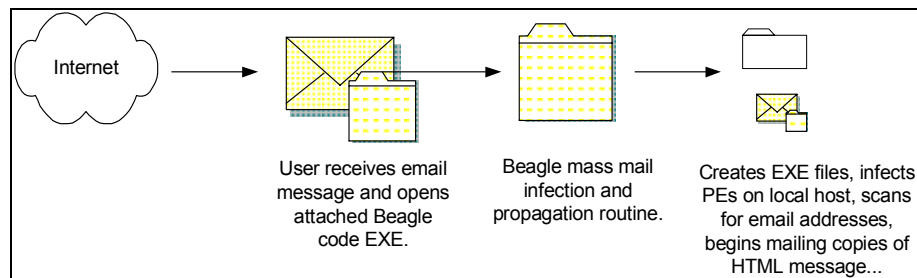 Internet
User receives email
message and opens
attached Beagle
code EXE.
Beagle mass mail
infection and
propagation routine.
Creates EXE files, infects
PEs on local host, scans
for email addresses,
begins mailing copies of
HTML message...